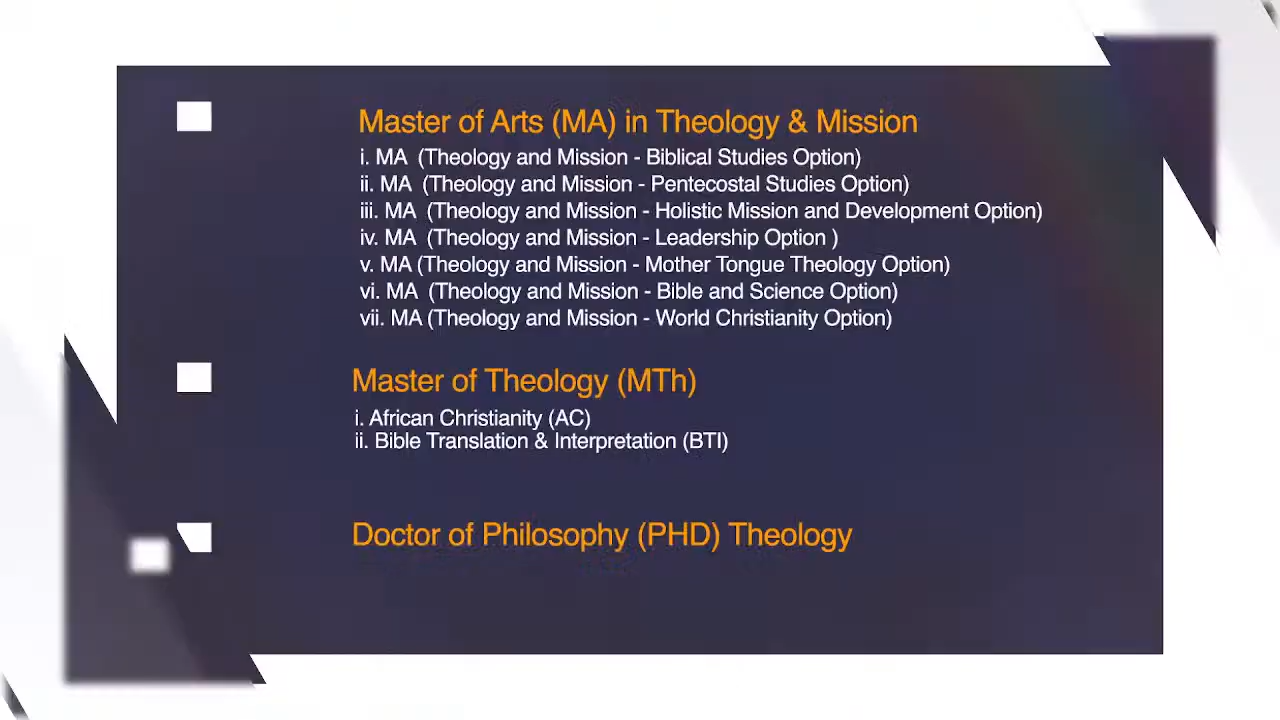 Master of Arts (MA) in Theology & Mission
i. MA (Theology and Mission - Biblical Studies Option)
ii. MA (Theology and Mission - Pentecostal Studies Option)
iii. MA (Theology and Mission - Holistic Mission and Development Option)
iv. MA (Theology and Mission - Leadership Option )
v. MA (Theology and Mission - Mother Tongue Theology Option)
vi. MA (Theology and Mission - Bible and Science Option)
vii. MA (Theology and Mission - World Christianity Option)
Master of Theology (MTh)
i. African Christianity (AC)
ii. Bible Translation & Interpretation (BTI)
Doctor of Philosophy (PHD) Theology